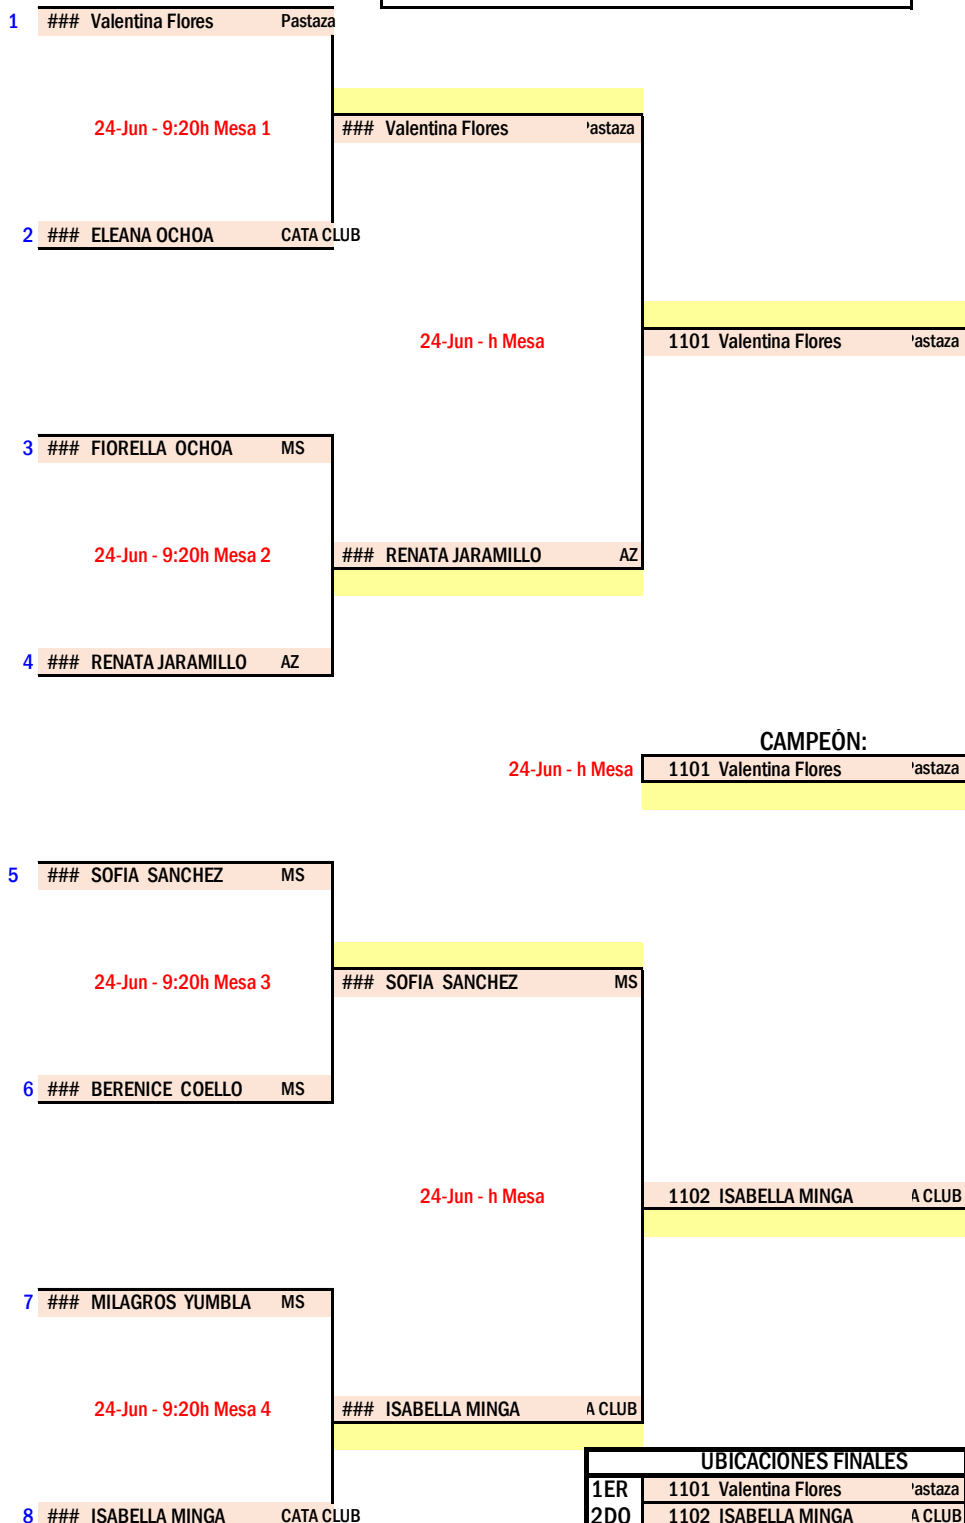 1 ### Valentina Flores Pastaza
24-Jun - 9:20h Mesa 1
### Valentina Flores Pastaza
2 ### ELEANA OCHOA CATA CLUB
24-Jun - h Mesa
1101 Valentina Flores astaza
3 ### FIORELLA OCHOA MS
24-Jun - 9:20h Mesa 2
### RENATA JARAMILLO AZ
4 ### RENATA JARAMILLO AZ
CAMPEÓN:
24-Jun - h Mesa
1101 Valentina Flores astaza
5 ### SOFIA SANCHEZ MS
24-Jun - 9:20h Mesa 3
### SOFIA SANCHEZ MS
6 ### BERENICE COELLO MS
24-Jun - h Mesa
1102 ISABELLA MINGA A CLUB
7 ### MILAGROS YUMBLA MS
24-Jun - 9:20h Mesa 4
### ISABELLA MINGA A CLUB
UBICACIONES FINALES
1ER 1101 Valentina Flores astaza
8 ### ISABELLA MINGA CATA CLUB
2DO 1102 ISABELLA MINGA A CLUB